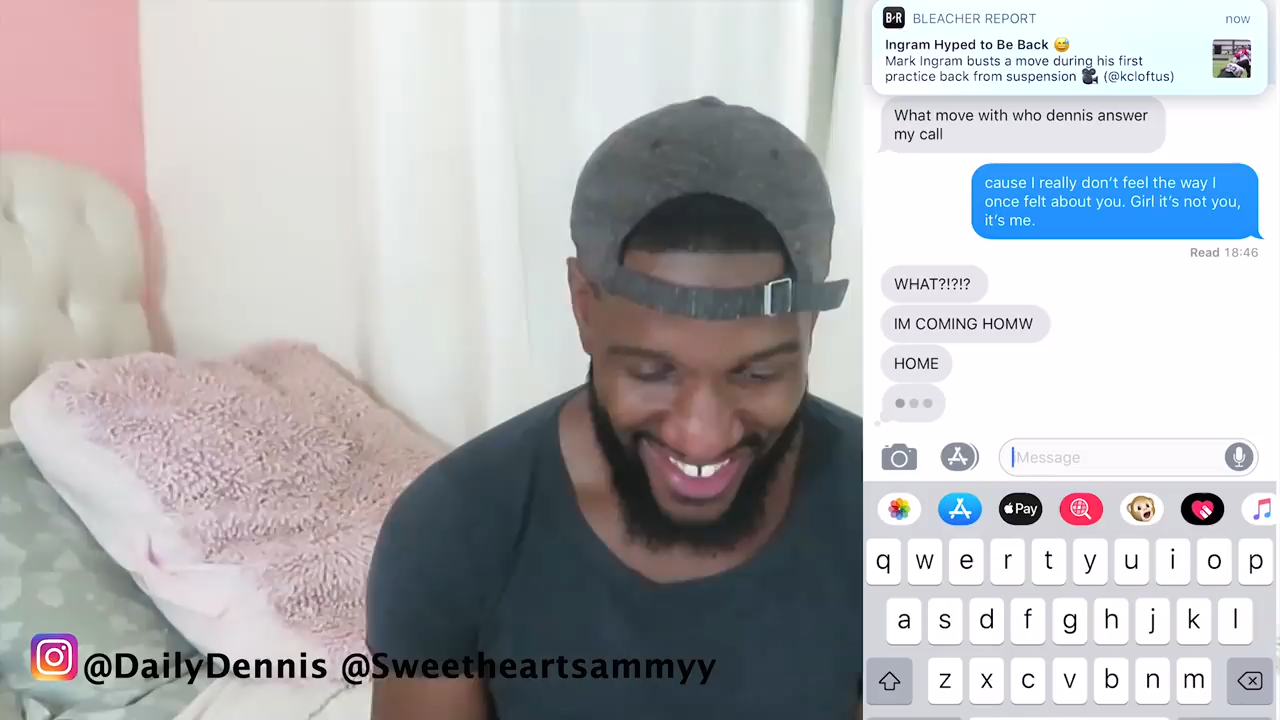 B/R BLEACHER REPORT now
Ingram Hyped to Be Back 😅
Mark Ingram busts a move during his first
practice back from suspension 🎥 (@kcloftus)
What move with who dennis answer
my call
cause I really don't feel the way I
once felt about you. Girl it's not you,
it's me.
Read 18:46
WHAT?!?!?
IM COMING HOMW
HOME
Message
Pay
q w e r t y u i o p
a s d f g h j k l
z x c v b n m
@DailyDennis @Sweetheartsammyy